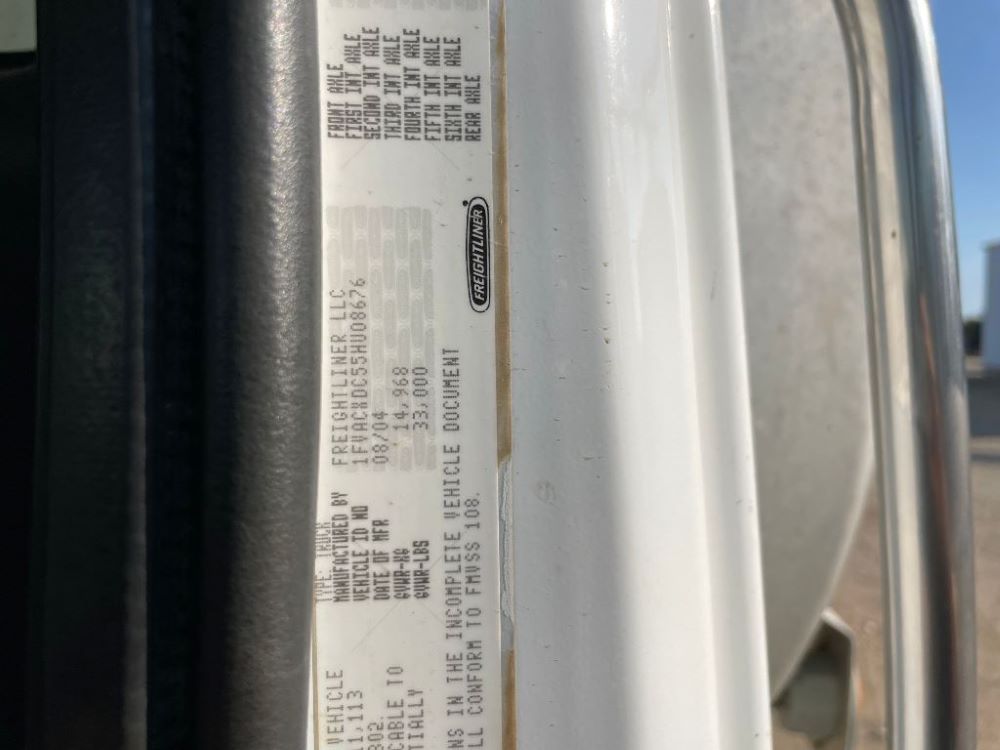 VEHICLE
11,113
302.
CABLE TO
TIALLY
NS IN THE INCOMPLETE VEHICLE DOCUMENT
LL CONFORM TO FMVSS 108.
TYPE: TRUCK
MANUFACTURED BY FREIGHTLINER LLC
VEHICLE ID NO 1FVACXDC55HU08676
DATE OF MFR 08/04
GVWR-KG 14,968
GVWR-LBS 33,000
FREIGHTLINER
FRONT AXLE
FIRST INT AXLE
SECOND INT AXLE
THIRD INT AXLE
FOURTH INT AXLE
FIFTH INT AXLE
SIXTH INT AXLE
REAR AXLE